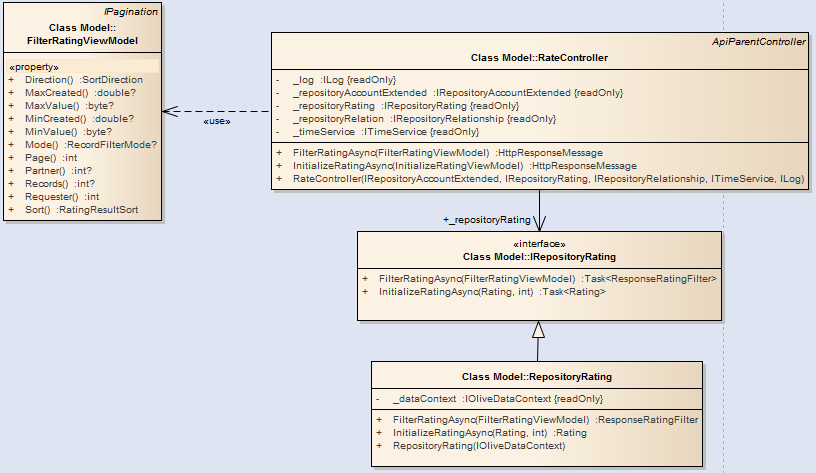 IPagination
Class Model::
FilterRatingViewModel
«property»
+ Direction() :SortDirection
+ MaxCreated() :double?
+ MaxValue() :byte?
+ MinCreated() :double?
+ MinValue() :byte?
+ Mode() :RecordFilterMode?
+ Page() :int
+ Partner() :int?
+ Records() :int?
+ Requester() :int
+ Sort() :RatingResultSort
«use»
ApiParentController
Class Model::RateController
- _log :ILog {readOnly}
- _repositoryAccountExtended :IRepositoryAccountExtended {readOnly}
- _repositoryRating :IRepositoryRating {readOnly}
- _repositoryRelation :IRepositoryRelationship {readOnly}
- _timeService :ITimeService {readOnly}
+ FilterRatingAsync(FilterRatingViewModel) :HttpResponseMessage
+ InitializeRatingAsync(InitializeRatingViewModel) :HttpResponseMessage
+ RateController(IRepositoryAccountExtended, IRepositoryRating, IRepositoryRelationship, ITimeService, ILog)
+_repositoryRating
«interface»
Class Model::IRepositoryRating
+ FilterRatingAsync(FilterRatingViewModel) :Task<ResponseRatingFilter>
+ InitializeRatingAsync(Rating, int) :Task<Rating>
Class Model::RepositoryRating
- _dataContext :IOliveDataContext {readOnly}
+ FilterRatingAsync(FilterRatingViewModel) :ResponseRatingFilter
+ InitializeRatingAsync(Rating, int) :Rating
+ RepositoryRating(IOliveDataContext)